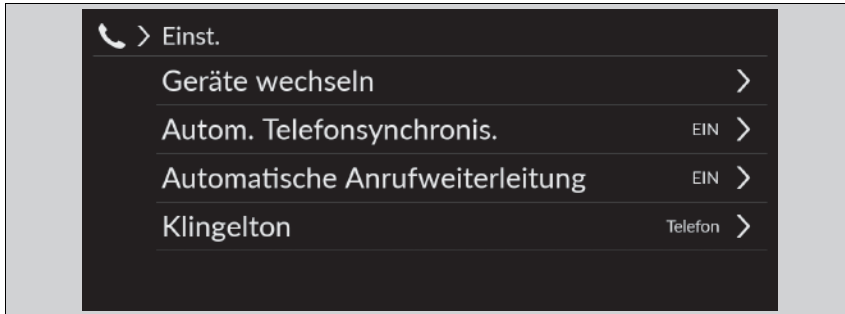 Einst.
Geräte wechseln
Autom. Telefonsynchronis. EIN
Automatische Anrufweiterleitung EIN
Klingelton Telefon